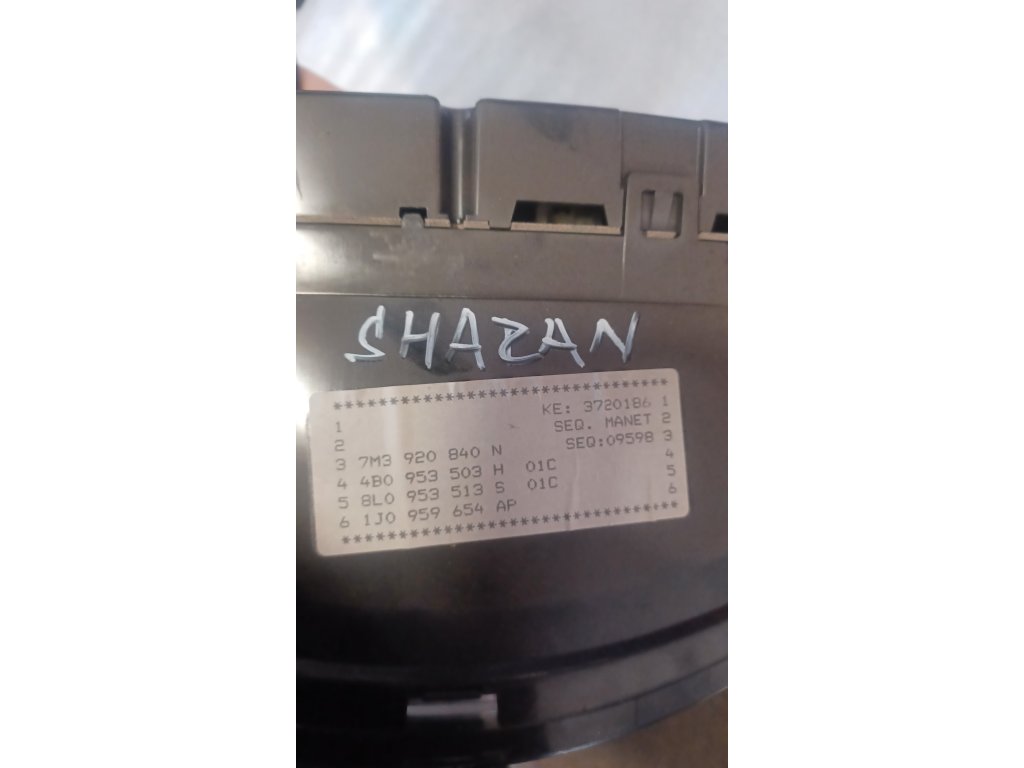 SHARAN
********************************
1 KE: 3720186 1
2 SEQ. MANET 2
3 7M3 920 840 N SEQ:09598 3
4 4B0 953 503 H 01C 4
5 8L0 953 513 S 01C 5
6 1J0 959 654 AP 6
********************************